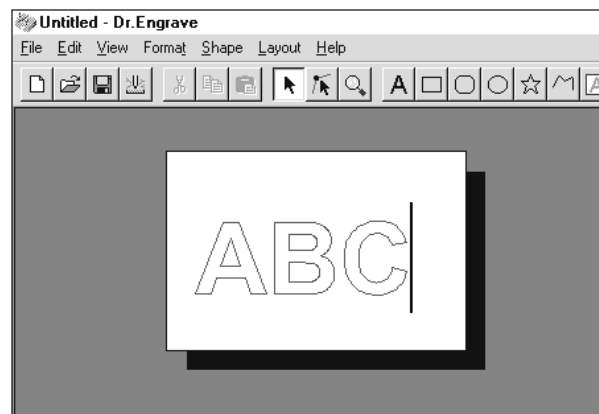 Untitled - Dr.Engrave
File Edit View Format Shape Layout Help
A A
ABC